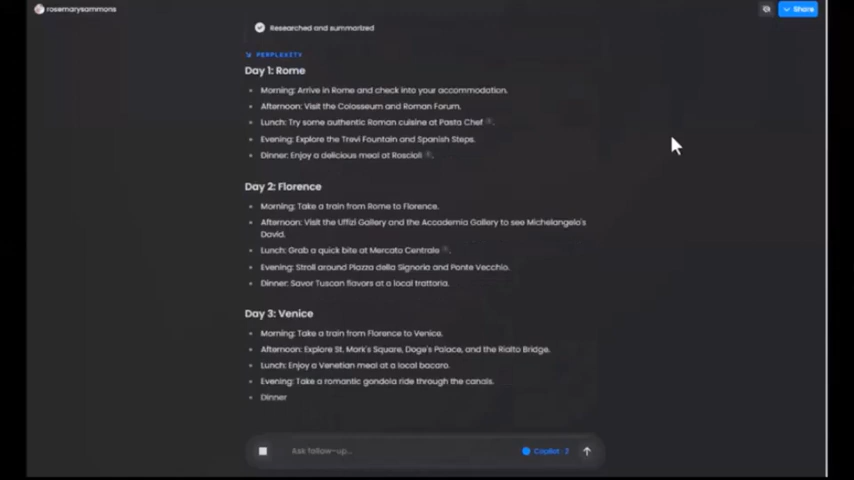 rosemarysammons
Share
Researched and summarized
PERPLEXITY
Day 1: Rome
Morning: Arrive in Rome and check into your accommodation.
Afternoon: Visit the Colosseum and Roman Forum.
Lunch: Try some authentic Roman cuisine at Pasta Chef
Evening: Explore the Trevi Fountain and Spanish Steps.
Dinner: Enjoy a delicious meal at Roscioli
Day 2: Florence
Morning: Take a train from Rome to Florence.
Afternoon: Visit the Uffizi Gallery and the Accademia Gallery to see Michelangelo's
David.
Lunch: Grab a quick bite at Mercato Centrale
Evening: Stroll around Piazza della Signoria and Ponte Vecchio.
Dinner: Savor Tuscan flavors at a local trattoria.
Day 3: Venice
Morning: Take a train from Florence to Venice.
Afternoon: Explore St. Mark's Square, Doge's Palace, and the Rialto Bridge.
Lunch: Enjoy a Venetian meal at a local bacaro.
Evening: Take a romantic gondola ride through the canals.
Dinner
Ask follow-up...
Copilot